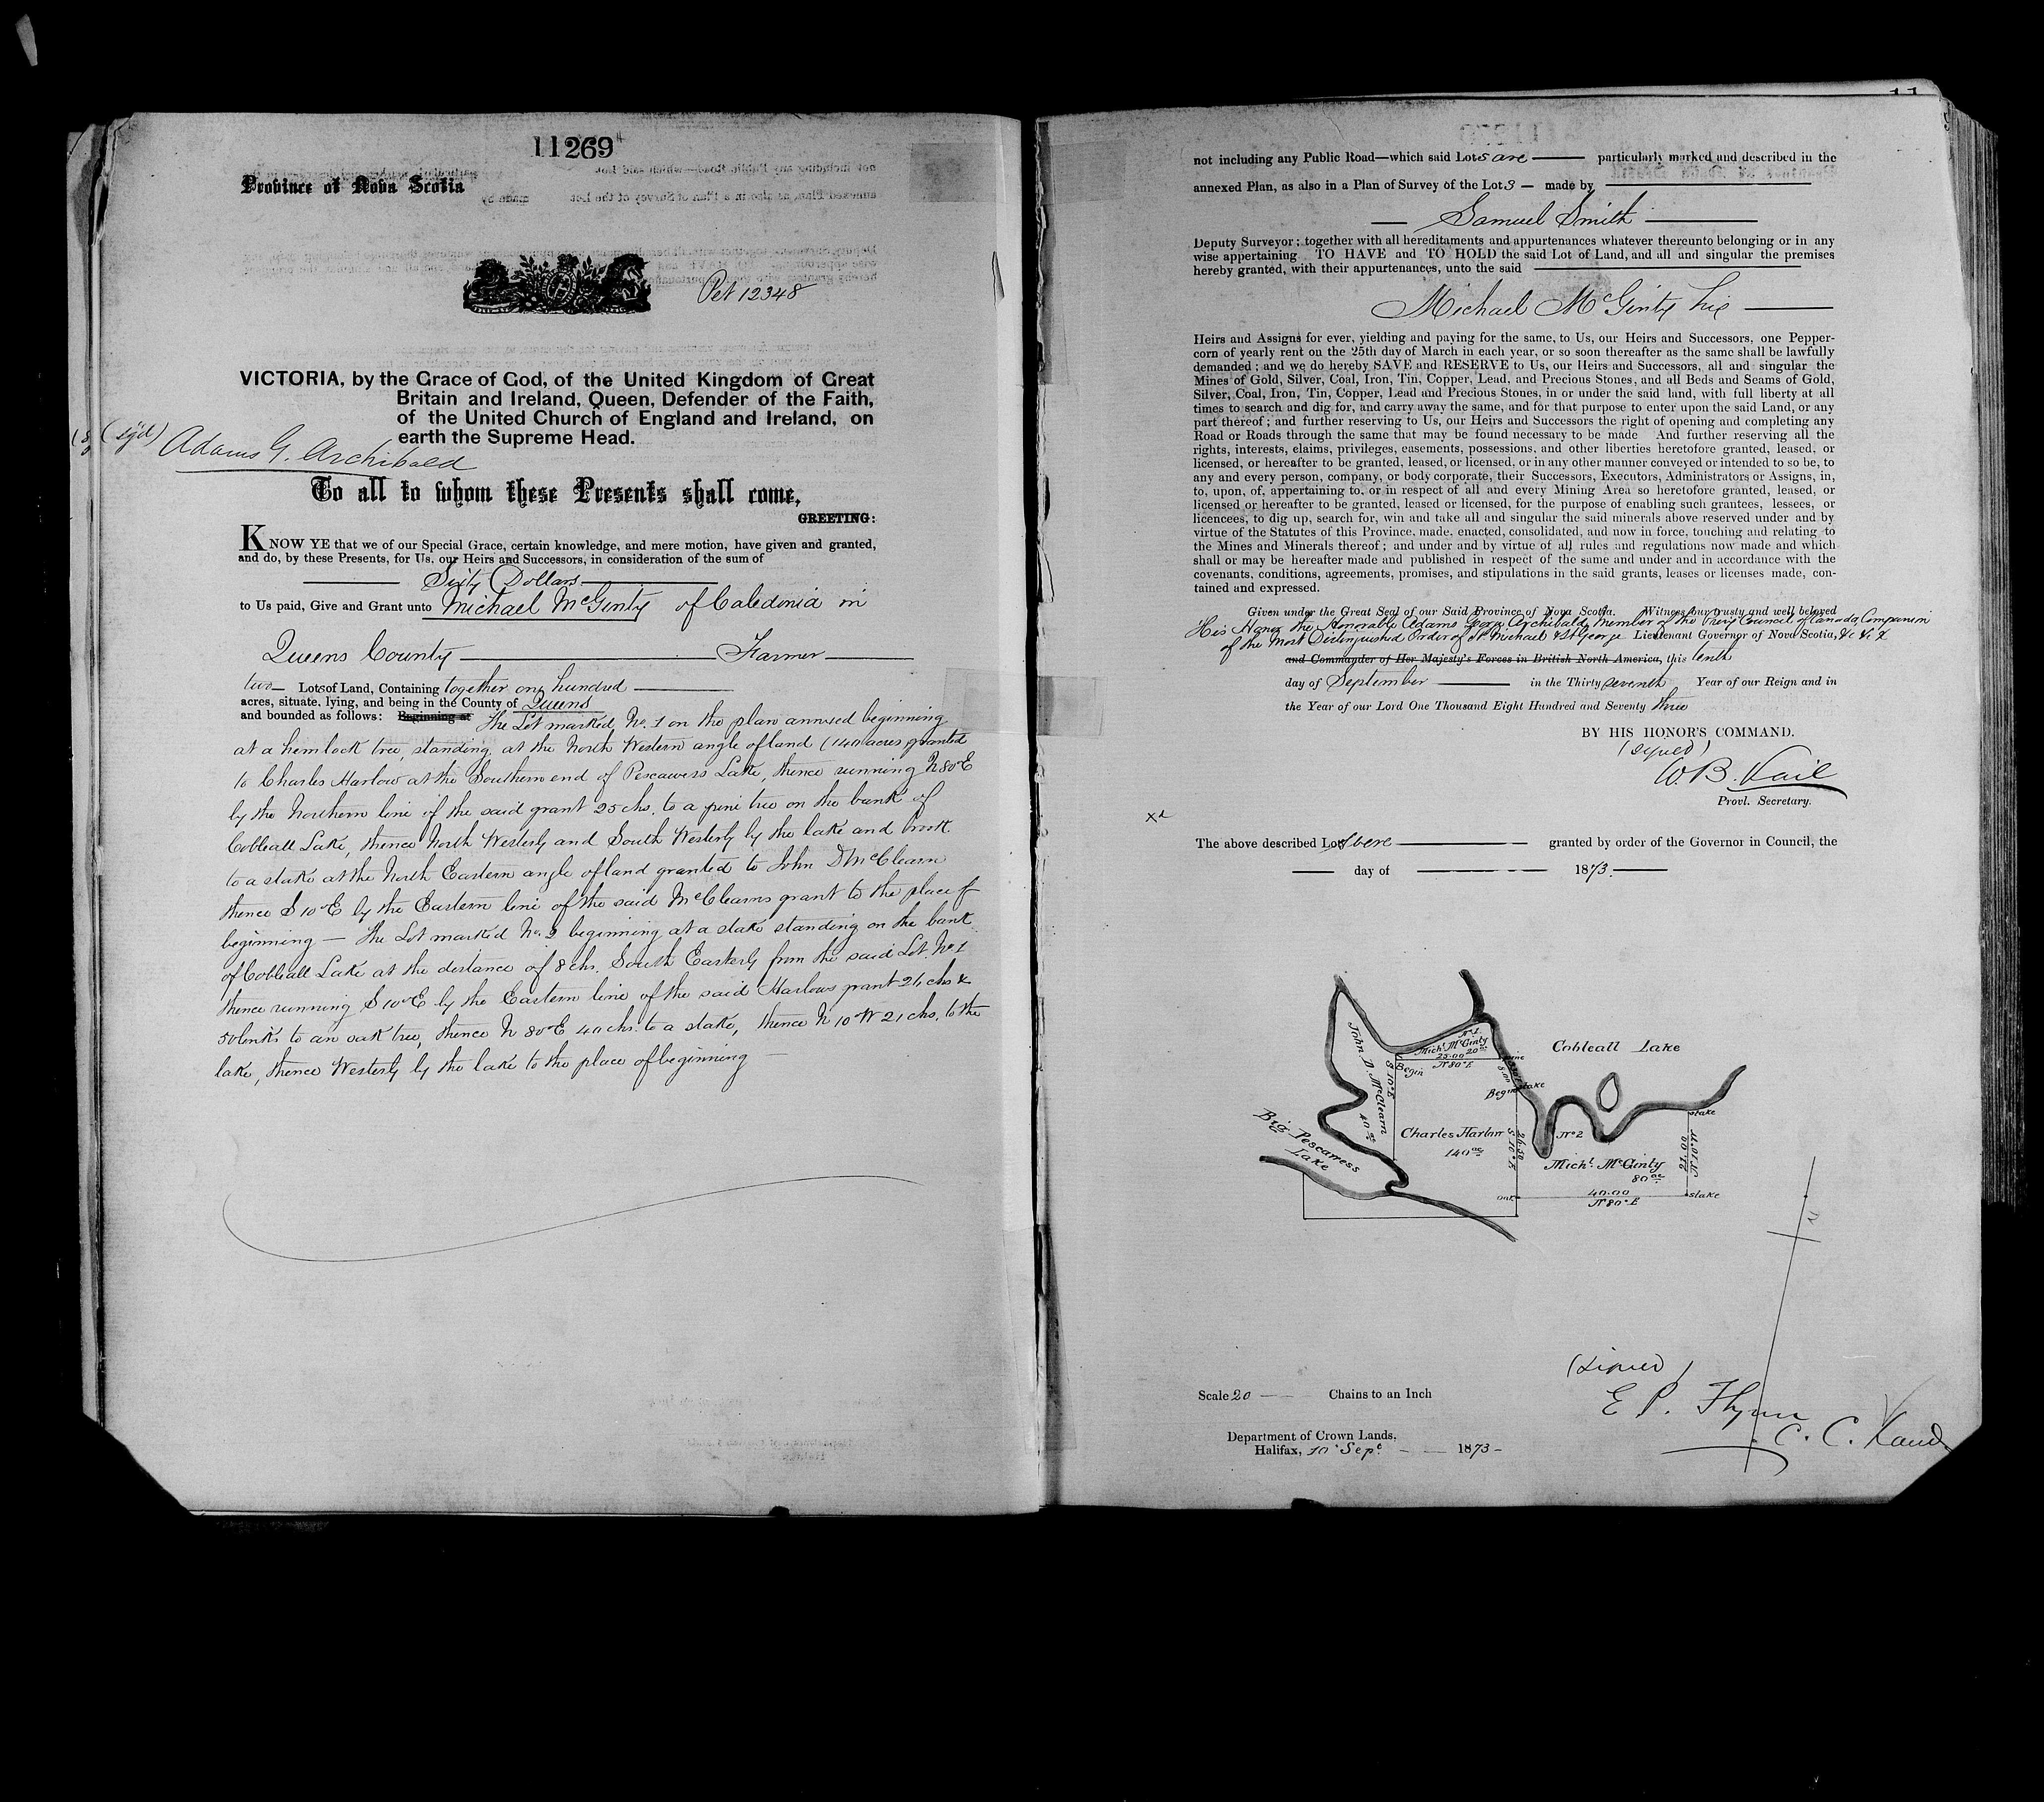 11269
Province of Nova Scotia
Pet 12348
VICTORIA, by the Grace of God, of the United Kingdom of Great
Britain and Ireland, Queen, Defender of the Faith,
of the United Church of England and Ireland, on
earth the Supreme Head.
(sgd) Adams G. Archibald
To all to whom these Presents shall come,
GREETING:
KNOW YE that we of our Special Grace, certain knowledge, and mere motion, have given and granted,
and do, by these Presents, for Us, our Heirs and Successors, in consideration of the sum of
Sixty Dollars
to Us paid, Give and Grant unto Michael McGinty of Caledonia in
Queens County Farmer
two Lots of Land, Containing together one hundred
acres, situate, lying, and being in the County of Queens
and bounded as follows: Beginning at The Lot marked No. 1 on the plan annexed beginning
at a hemlock tree, standing at the North Western angle of land (140 acres granted
to Charles Harlow at the Southern end of Pescawess Lake, thence running N 80° E
by the Northern line of the said grant 25 chs. to a pine tree on the bank of
Cobleall Lake, thence North Westerly and South Westerly by the lake and brook
to a stake at the North Eastern angle of land granted to John D McClearn
thence S 10° E by the Eastern line of the said McClearns grant to the place of
beginning — The Lot marked No. 2 beginning at a stake standing on the bank
of Cobleall Lake at the distance of 8 chs. South Easterly from the said Lot No 1
thence running S 10° E by the Eastern line of the said Harlows grant 26 chs &
50 links to an oak tree, thence N 80° E 40 chs. to a stake, thence N 10° W 21 chs. to the
lake, thence Westerly by the lake to the place of beginning
not including any Public Road—which said Lots are particularly marked and described in the
annexed Plan, as also in a Plan of Survey of the Lots made by
Samuel Smith
Deputy Surveyor; together with all hereditaments and appurtenances whatever thereunto belonging or in any
wise appertaining TO HAVE and TO HOLD the said Lot of Land, and all and singular the premises
hereby granted, with their appurtenances, unto the said
Michael McGinty his
Heirs and Assigns for ever, yielding and paying for the same, to Us, our Heirs and Successors, one Pepper-
corn of yearly rent on the 25th day of March in each year, or so soon thereafter as the same shall be lawfully
demanded; and we do hereby SAVE and RESERVE to Us, our Heirs and Successors, all and singular the
Mines of Gold, Silver, Coal, Iron, Tin, Copper, Lead, and Precious Stones, and all Beds and Seams of Gold,
Silver, Coal, Iron, Tin, Copper, Lead and Precious Stones, in or under the said land, with full liberty at all
times to search and dig for, and carry away the same, and for that purpose to enter upon the said Land, or any
part thereof; and further reserving to Us, our Heirs and Successors the right of opening and completing any
Road or Roads through the same that may be found necessary to be made And further reserving all the
rights, interests, claims, privileges, easements, possessions, and other liberties heretofore granted, leased, or
licensed, or hereafter to be granted, leased, or licensed, or in any other manner conveyed or intended to so be, to
any and every person, company, or body corporate, their Successors, Executors, Administrators or Assigns, in,
to, upon, of, appertaining to, or in respect of all and every Mining Area so heretofore granted, leased, or
licensed or hereafter to be granted, leased or licensed, for the purpose of enabling such grantees, lessees, or
licencees, to dig up, search for, win and take all and singular the said minerals above reserved under and by
virtue of the Statutes of this Province, made, enacted, consolidated, and now in force, touching and relating to
the Mines and Minerals thereof; and under and by virtue of all rules and regulations now made and which
shall or may be hereafter made and published in respect of the same and under and in accordance with the
covenants, conditions, agreements, promises, and stipulations in the said grants, leases or licenses made, con-
tained and expressed.
Given under the Great Seal of our Said Province of Nova Scotia. Witness our trusty and well beloved
His Honor the Honorable Adams George Archibald, Member of the Privy Council of Canada, Companion
of the Most Distinguished Order of St Michael & St George Lieutenant Governor of Nova Scotia, &c &c &
and Commander of Her Majesty's Forces in British North America, this tenth
day of September in the Thirty seventh Year of our Reign and in
the Year of our Lord One Thousand Eight Hundred and Seventy three
BY HIS HONOR'S COMMAND.
(signed)
W. B. Vail
Provl. Secretary.
The above described Lots were granted by order of the Governor in Council, the
day of 1873.
No 1
Michl. McGinty
25.00 20ac
N 80° E
Begin
pine
8.00
Begin stake
Cobleall Lake
John D. McClearn
40 ac
S 10° E
Big Pescawess
Lake
Charles Harlow
140 ac
26.50
S 10° E
No 2
Michl. McGinty
80 ac
stake
N 10° W
21.00
oak
40.00
N 80° E
stake
N
Scale 20 Chains to an Inch
Department of Crown Lands,
Halifax, 10 Sept. 1873
(signed)
E P. Flynn
C. C. Lands